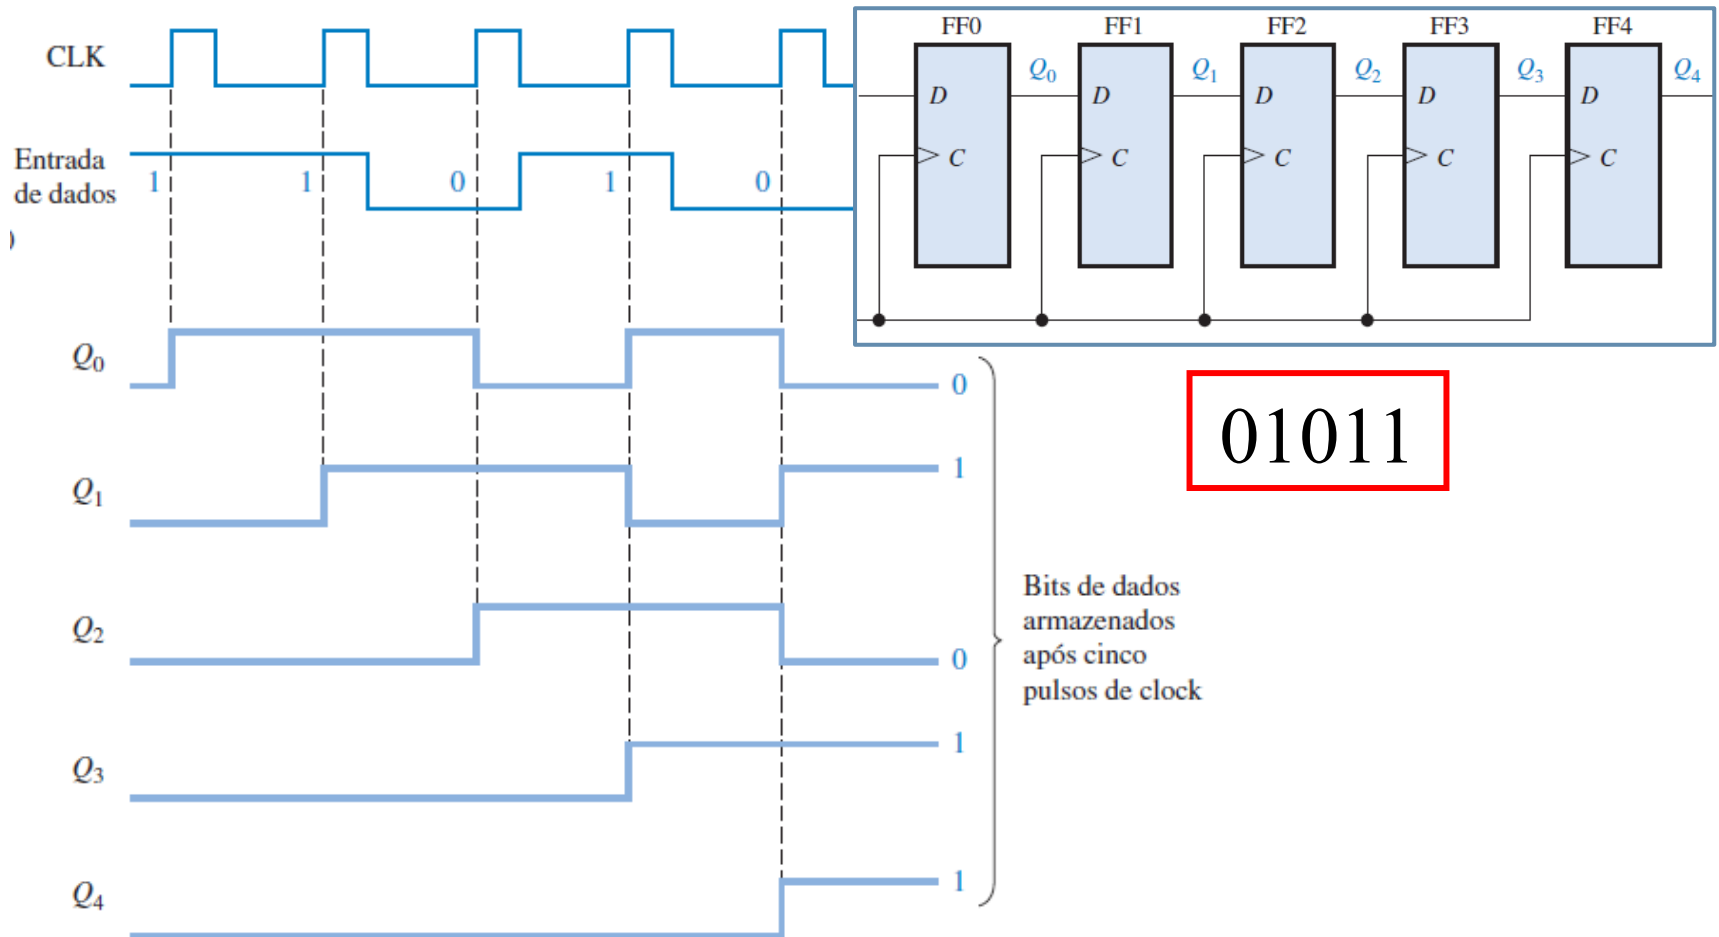 CLK
Entrada
de dados
)
1 1 0 1 0
FF0 FF1 FF2 FF3 FF4
Q0 Q1 Q2 Q3 Q4
D D D D D
C C C C C
Q0 0
01011
Q1 1
Q2 0
Bits de dados
armazenados
após cinco
pulsos de clock
Q3 1
Q4 1